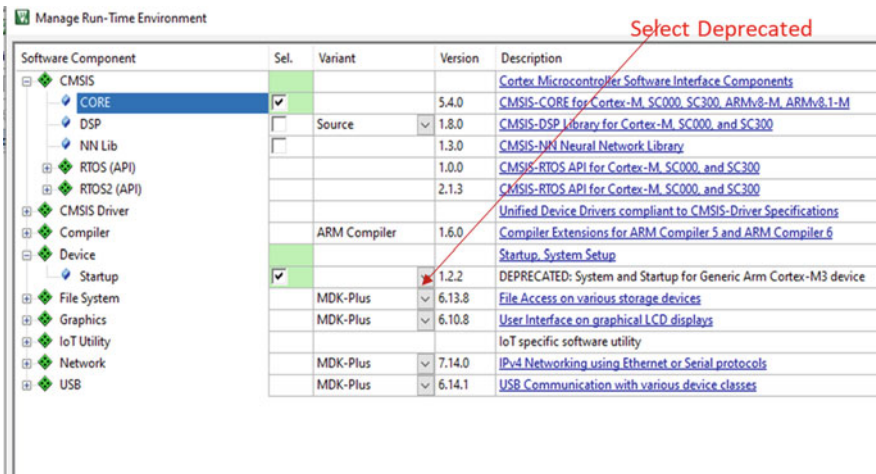 Manage Run-Time Environment
Select Deprecated
Software Component Sel. Variant Version Description
CMSIS Cortex Microcontroller Software Interface Components
CORE 5.4.0 CMSIS-CORE for Cortex-M, SC000, SC300, ARMv8-M, ARMv8.1-M
DSP Source 1.8.0 CMSIS-DSP Library for Cortex-M, SC000, and SC300
NN Lib 1.3.0 CMSIS-NN Neural Network Library
RTOS (API) 1.0.0 CMSIS-RTOS API for Cortex-M, SC000, and SC300
RTOS2 (API) 2.1.3 CMSIS-RTOS API for Cortex-M, SC000, and SC300
CMSIS Driver Unified Device Drivers compliant to CMSIS-Driver Specifications
Compiler ARM Compiler 1.6.0 Compiler Extensions for ARM Compiler 5 and ARM Compiler 6
Device Startup, System Setup
Startup 1.2.2 DEPRECATED: System and Startup for Generic Arm Cortex-M3 device
File System MDK-Plus 6.13.8 File Access on various storage devices
Graphics MDK-Plus 6.10.8 User Interface on graphical LCD displays
IoT Utility IoT specific software utility
Network MDK-Plus 7.14.0 IPv4 Networking using Ethernet or Serial protocols
USB MDK-Plus 6.14.1 USB Communication with various device classes